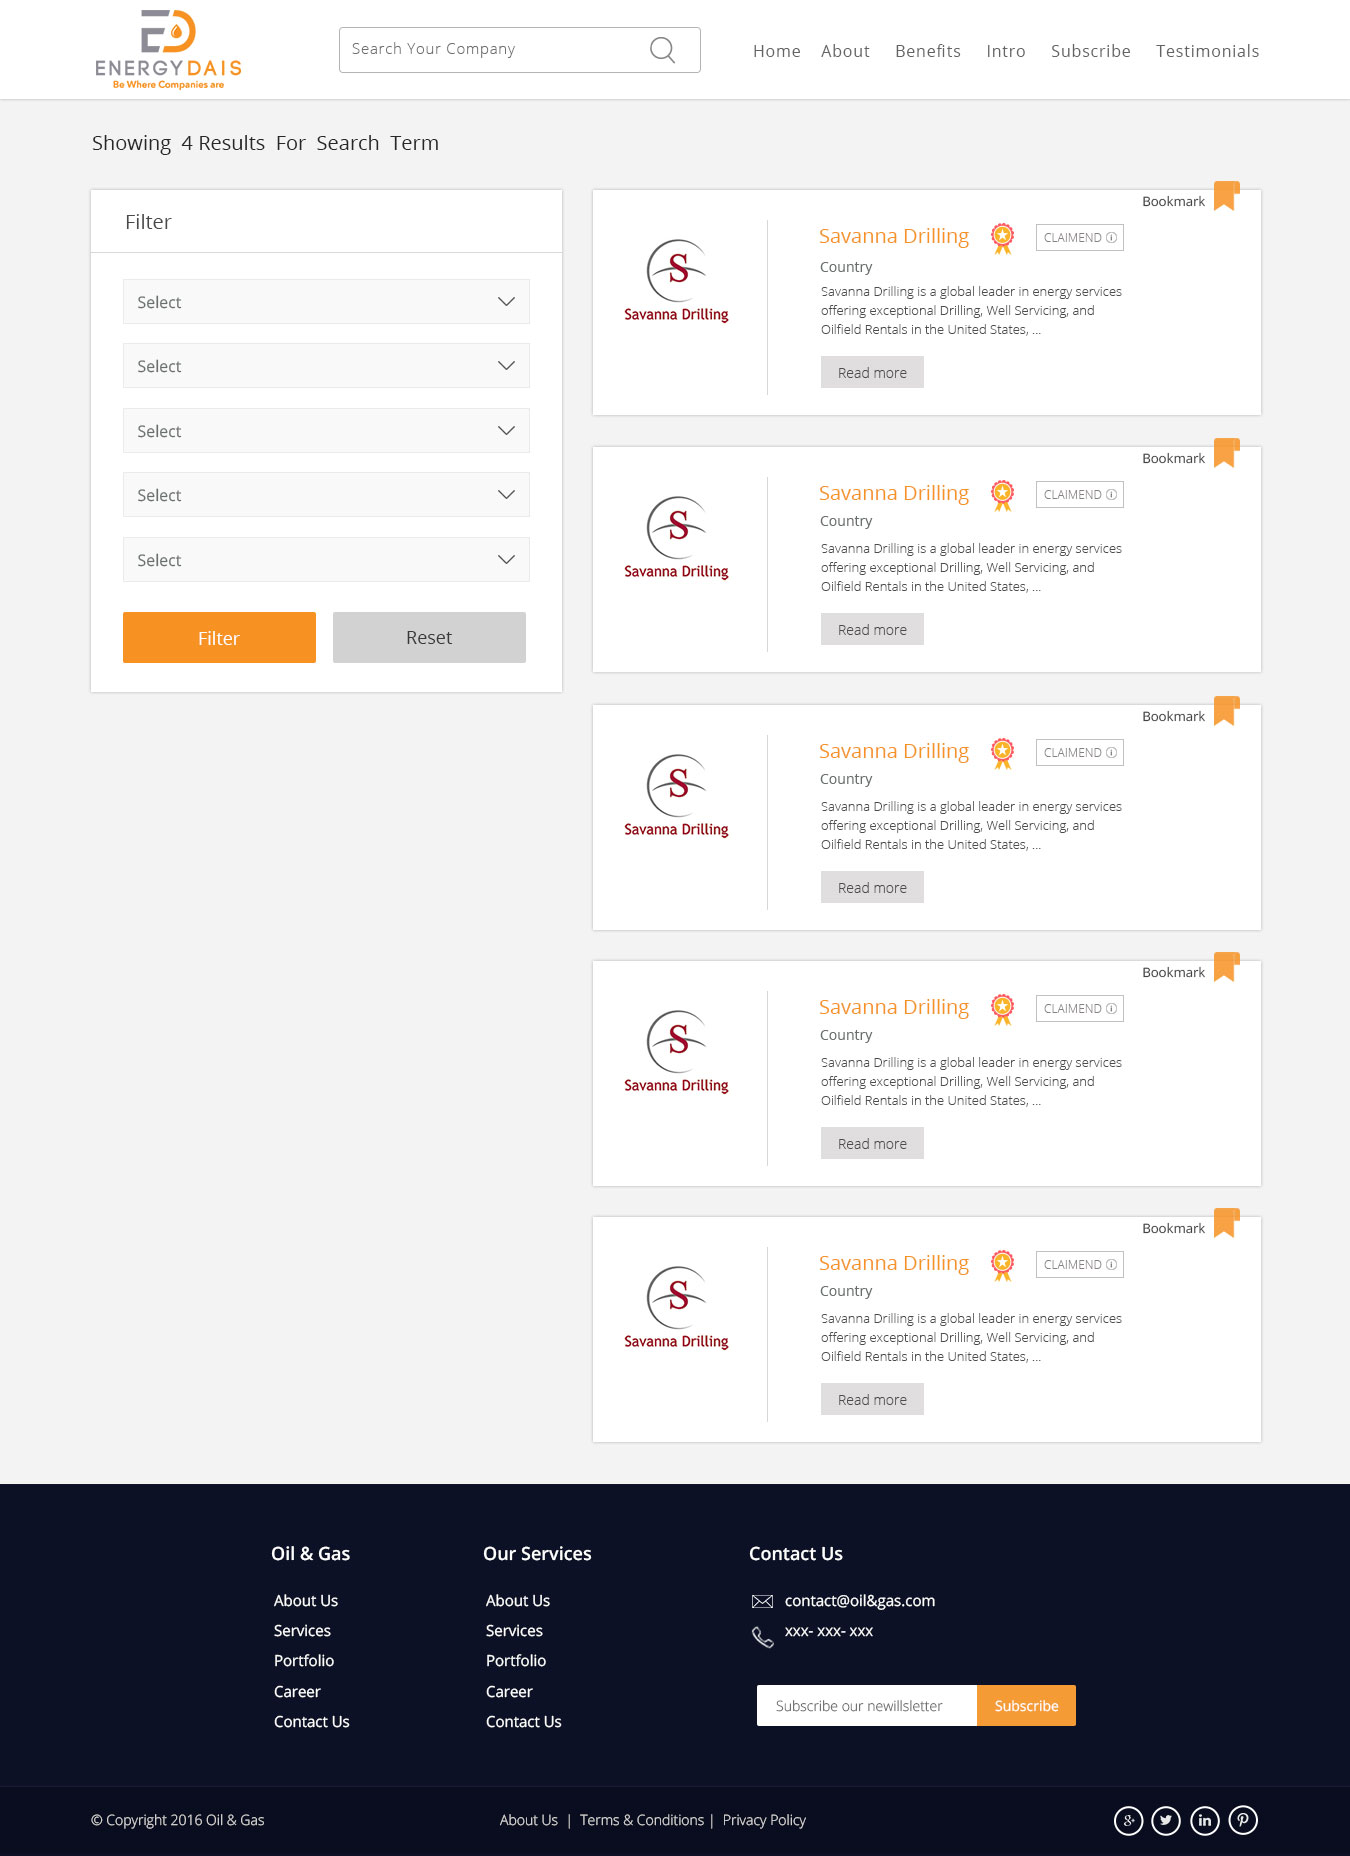 ENERGYDAIS
Be Where Companies are
Search Your Company
Home About Benefits Intro Subscribe Testimonials
Showing 4 Results For Search Term
Filter
Select
Select
Select
Select
Select
Filter Reset
Bookmark
S
Savanna Drilling
Savanna Drilling CLAIMEND
Country
Savanna Drilling is a global leader in energy services
offering exceptional Drilling, Well Servicing, and
Oilfield Rentals in the United States, ...
Read more
Bookmark
S
Savanna Drilling
Savanna Drilling CLAIMEND
Country
Savanna Drilling is a global leader in energy services
offering exceptional Drilling, Well Servicing, and
Oilfield Rentals in the United States, ...
Read more
Bookmark
S
Savanna Drilling
Savanna Drilling CLAIMEND
Country
Savanna Drilling is a global leader in energy services
offering exceptional Drilling, Well Servicing, and
Oilfield Rentals in the United States, ...
Read more
Bookmark
S
Savanna Drilling
Savanna Drilling CLAIMEND
Country
Savanna Drilling is a global leader in energy services
offering exceptional Drilling, Well Servicing, and
Oilfield Rentals in the United States, ...
Read more
Bookmark
S
Savanna Drilling
Savanna Drilling CLAIMEND
Country
Savanna Drilling is a global leader in energy services
offering exceptional Drilling, Well Servicing, and
Oilfield Rentals in the United States, ...
Read more
Oil & Gas
About Us
Services
Portfolio
Career
Contact Us
Our Services
About Us
Services
Portfolio
Career
Contact Us
Contact Us
contact@oil&gas.com
xxx- xxx- xxx
Subscribe our newillsletter Subscribe
© Copyright 2016 Oil & Gas
About Us | Terms & Conditions | Privacy Policy